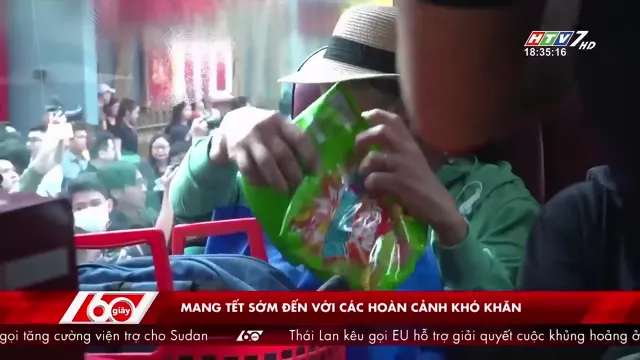 HTV7 HD
18:35:16
60 giây
MANG TẾT SỚM ĐẾN VỚI CÁC HOÀN CẢNH KHÓ KHĂN
gọi tăng cường viện trợ cho Sudan 60 Thái Lan kêu gọi EU hỗ trợ giải quyết cuộc khủng hoảng ở